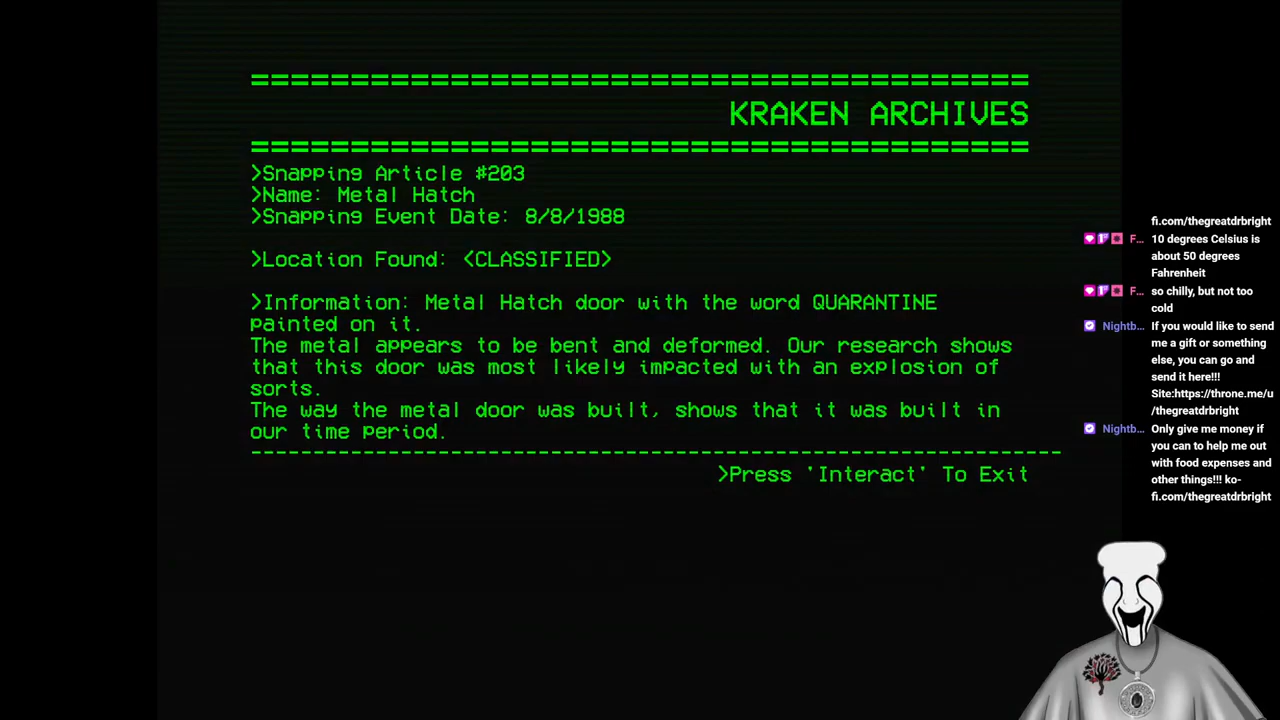 ========================================
KRAKEN ARCHIVES
========================================
>Snapping Article #203
>Name: Metal Hatch
>Snapping Event Date: 8/8/1988
>Location Found: <CLASSIFIED>
>Information: Metal Hatch door with the word QUARANTINE
painted on it.
The metal appears to be bent and deformed. Our research shows
that this door was most likely impacted with an explosion of
sorts.
The way the metal door was built, shows that it was built in
our time period.
-----------------------------------------------------------------
>Press 'Interact' To Exit
fi.com/thegreatdrbright
F... 10 degrees Celsius is
about 50 degrees
Fahrenheit
F... so chilly, but not too
cold
Nightb... If you would like to send
me a gift or something
else, you can go and
send it here!!!
Site:https://throne.me/u
/thegreatdrbright
Nightb... Only give me money if
you can to help me out
with food expenses and
other things!!! ko-
fi.com/thegreatdrbright